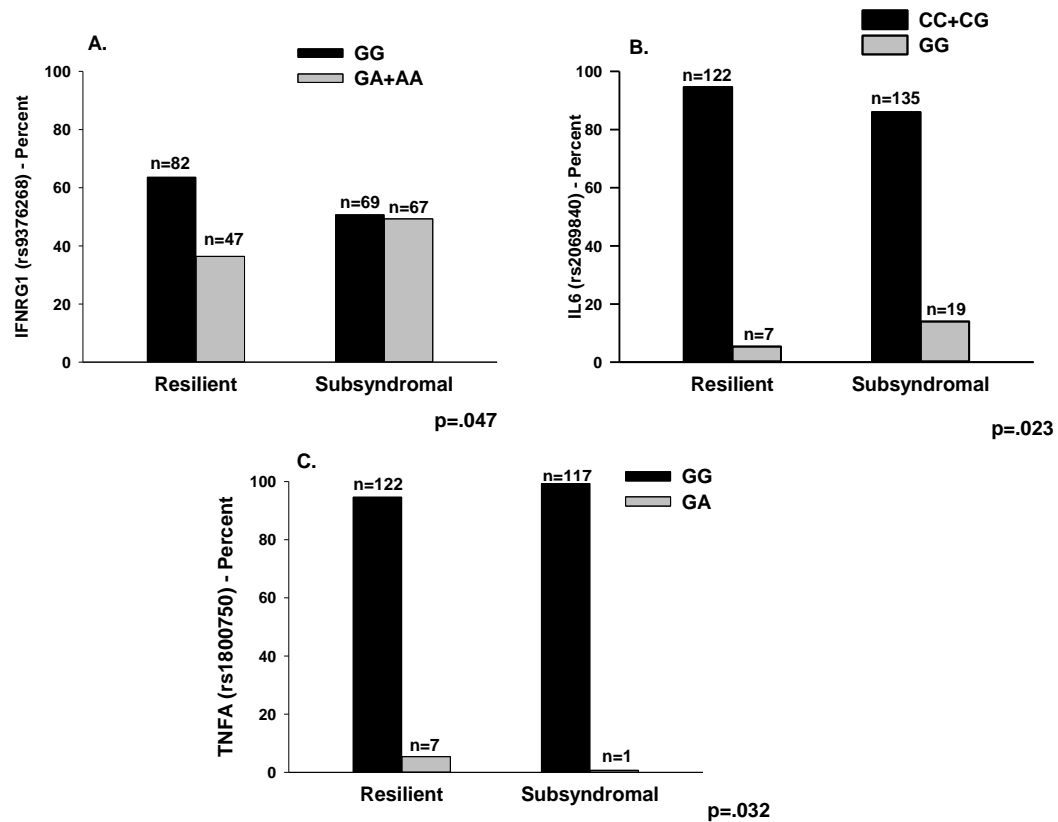 A.
GG
GA+AA
IFNRG1 (rs9376268) - Percent
100
80
60
40
20
0
n=82
n=47
n=69
n=67
Resilient
Subsyndromal
p=.047
B.
CC+CG
GG
IL6 (rs2069840) - Percent
100
80
60
40
20
0
n=122
n=7
n=135
n=19
Resilient
Subsyndromal
p=.023
C.
GG
GA
TNFA (rs1800750) - Percent
100
80
60
40
20
0
n=122
n=7
n=117
n=1
Resilient
Subsyndromal
p=.032